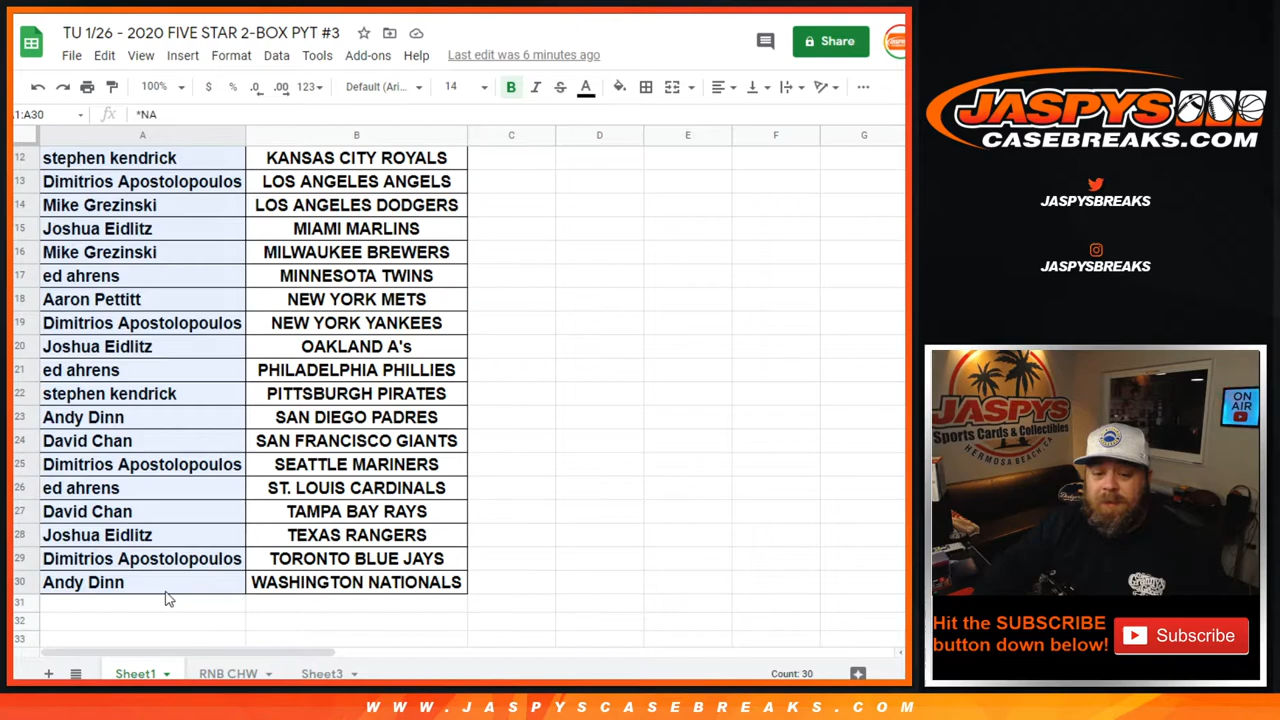 TU 1/26 - 2020 FIVE STAR 2-BOX PYT #3
File Edit View Insert Format Data Tools Add-ons Help Last edit was 6 minutes ago
Share
100% $ % .0 .00 123 Default (Ari... 14 B I S A
1:A30 fx *NA
A B C D E F G
12 stephen kendrick KANSAS CITY ROYALS
13 Dimitrios Apostolopoulos LOS ANGELES ANGELS
14 Mike Grezinski LOS ANGELES DODGERS
15 Joshua Eidlitz MIAMI MARLINS
16 Mike Grezinski MILWAUKEE BREWERS
17 ed ahrens MINNESOTA TWINS
18 Aaron Pettitt NEW YORK METS
19 Dimitrios Apostolopoulos NEW YORK YANKEES
20 Joshua Eidlitz OAKLAND A's
21 ed ahrens PHILADELPHIA PHILLIES
22 stephen kendrick PITTSBURGH PIRATES
23 Andy Dinn SAN DIEGO PADRES
24 David Chan SAN FRANCISCO GIANTS
25 Dimitrios Apostolopoulos SEATTLE MARINERS
26 ed ahrens ST. LOUIS CARDINALS
27 David Chan TAMPA BAY RAYS
28 Joshua Eidlitz TEXAS RANGERS
29 Dimitrios Apostolopoulos TORONTO BLUE JAYS
30 Andy Dinn WASHINGTON NATIONALS
31
32
33
Sheet1 RNB CHW Sheet3 Count: 30
JASPYS
CASEBREAKS.COM
JASPYSBREAKS
JASPYSBREAKS
JASPYS
Sports Cards & Collectibles
HERMOSA BEACH, CA
ON
AIR
Hit the SUBSCRIBE
button down below!
Subscribe
WWW.JASPYSCASEBREAKS.COM